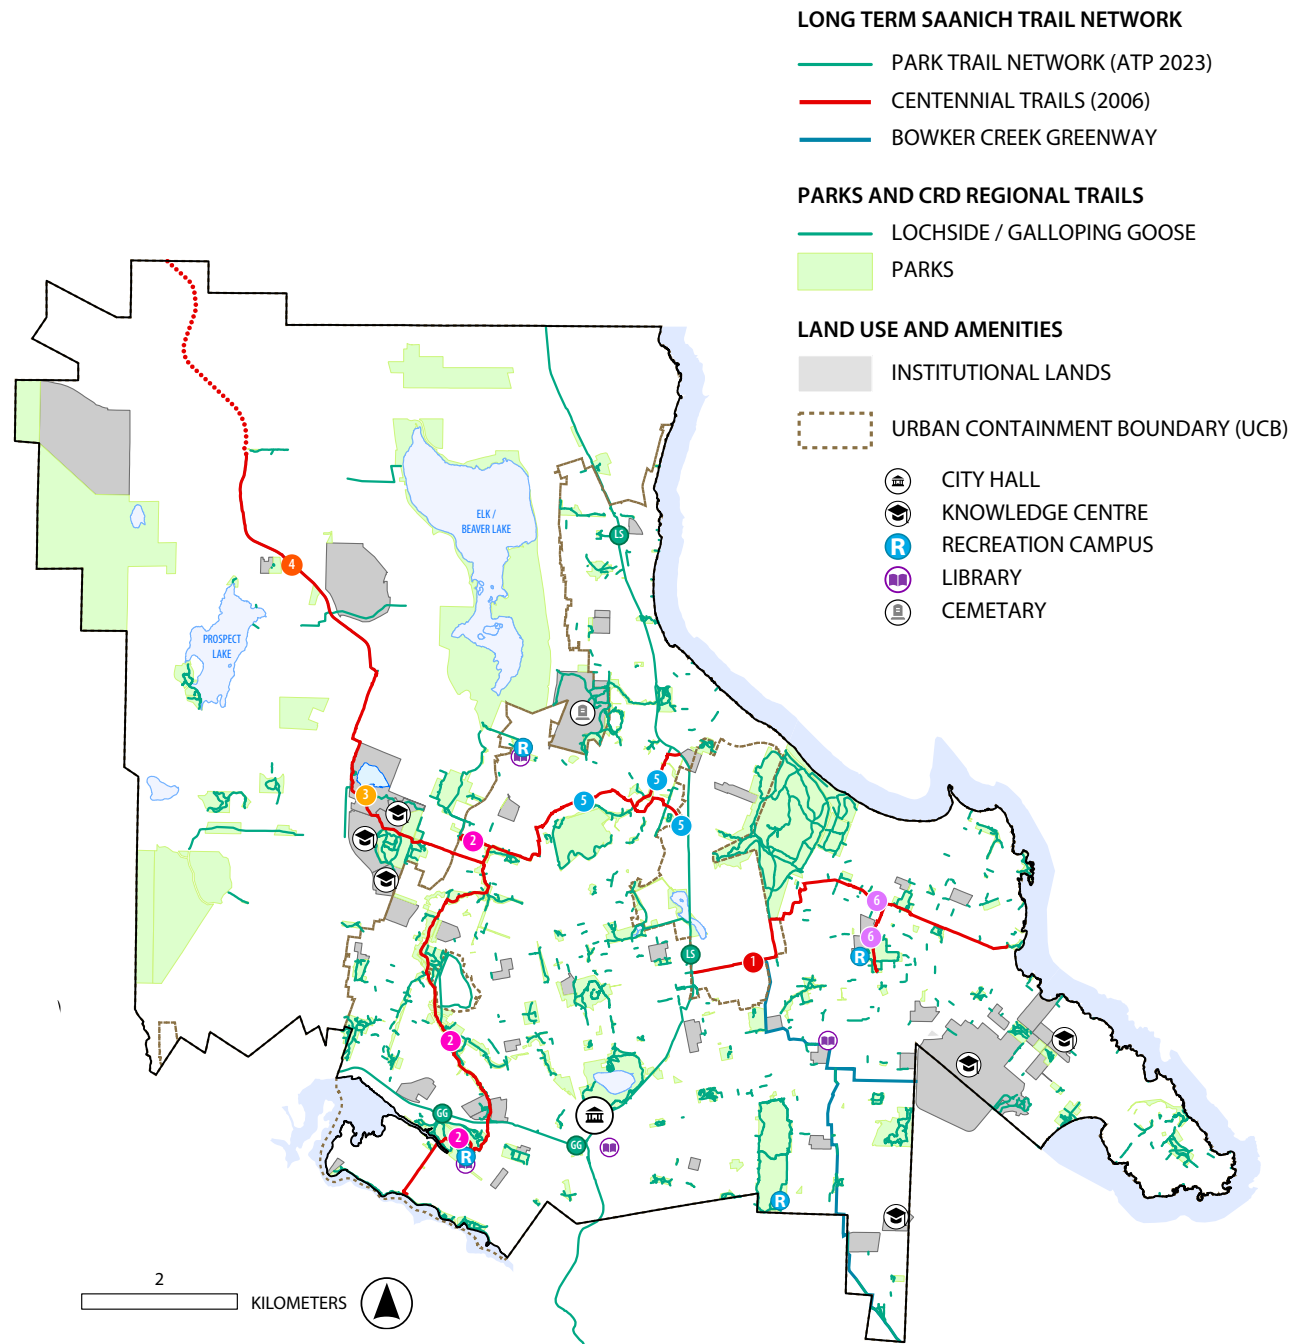 LONG TERM SAANICH TRAIL NETWORK
PARK TRAIL NETWORK (ATP 2023)
CENTENNIAL TRAILS (2006)
BOWKER CREEK GREENWAY
PARKS AND CRD REGIONAL TRAILS
LOCHSIDE / GALLOPING GOOSE
PARKS
LAND USE AND AMENITIES
INSTITUTIONAL LANDS
URBAN CONTAINMENT BOUNDARY (UCB)
CITY HALL
KNOWLEDGE CENTRE
R RECREATION CAMPUS
LIBRARY
CEMETARY
ELK /
BEAVER LAKE
LS
4
PROSPECT
LAKE
R
5
3
5
5
2
6
6
R
LS
1
2
GG
GG
2
R
R
2
KILOMETERS